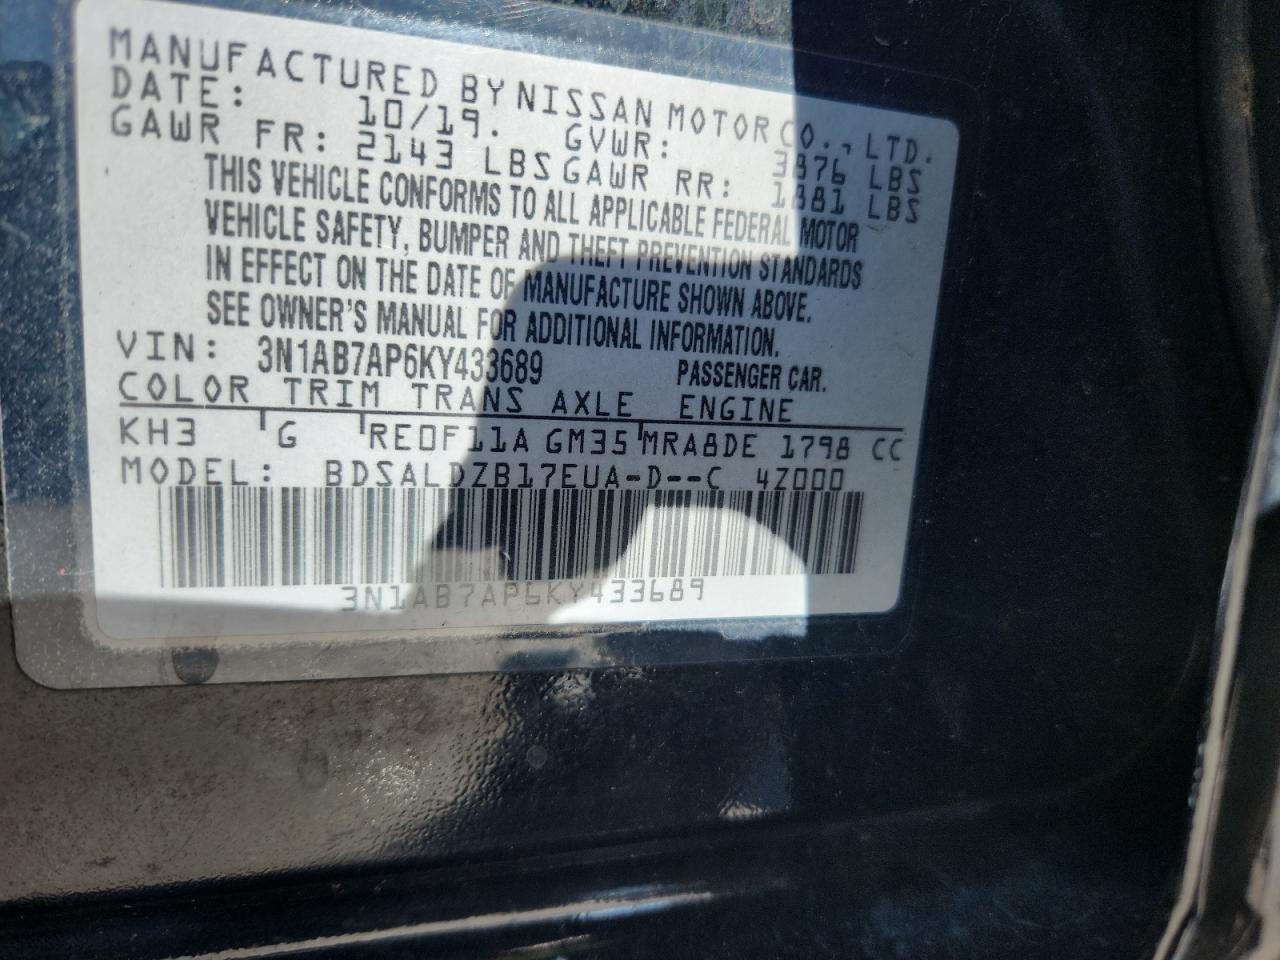 MANUFACTURED BY NISSAN MOTOR CO., LTD.
DATE: 10/19. GVWR: 3876 LBS
GAWR FR: 2143 LBS GAWR RR: 1881 LBS
THIS VEHICLE CONFORMS TO ALL APPLICABLE FEDERAL MOTOR
VEHICLE SAFETY, BUMPER AND THEFT PREVENTION STANDARDS
IN EFFECT ON THE DATE OF MANUFACTURE SHOWN ABOVE.
SEE OWNER'S MANUAL FOR ADDITIONAL INFORMATION.
VIN: 3N1AB7AP6KY433689 PASSENGER CAR.
COLOR TRIM TRANS AXLE ENGINE
KH3 G RE0F11A GM35 MRA8DE 1798 CC
MODEL: BDSALDZB17EUA-D--C 4Z000
3N1AB7AP6KY433689